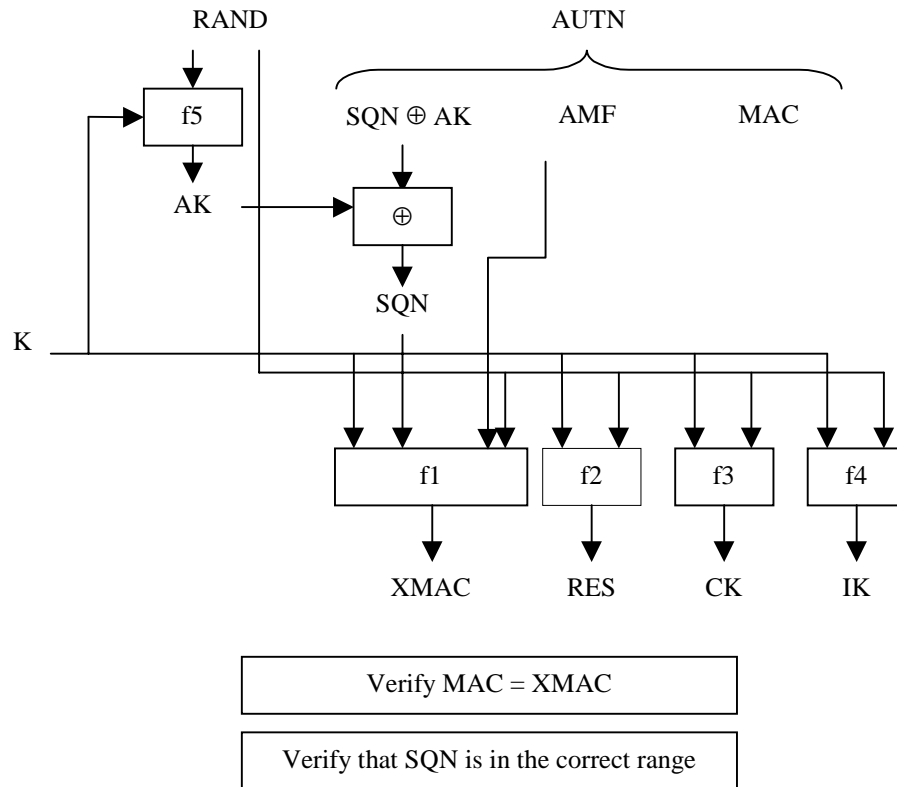 RAND
AUTN
f5
SQN ⊕ AK
AMF
MAC
AK
⊕
SQN
K
f1
f2
f3
f4
XMAC
RES
CK
IK
Verify MAC = XMAC
Verify that SQN is in the correct range